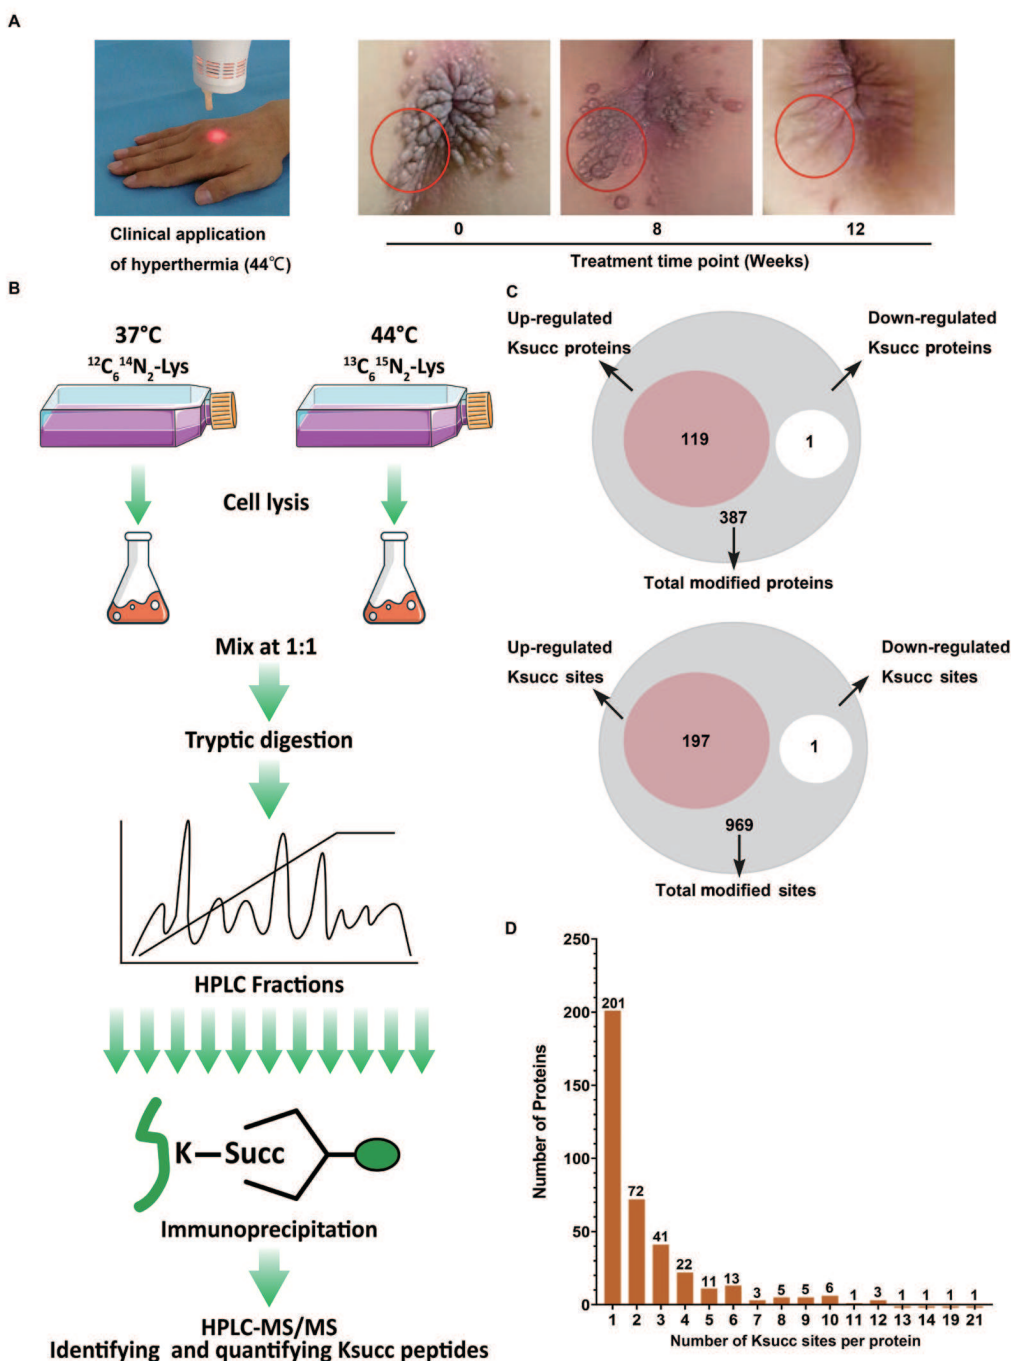 A
Clinical application
of hyperthermia (44℃)
0
8
12
Treatment time point (Weeks)
B
37°C
¹²C₆¹⁴N₂-Lys
44°C
¹³C₆¹⁵N₂-Lys
Cell lysis
Mix at 1:1
Tryptic digestion
HPLC Fractions
K—Succ
Immunoprecipitation
HPLC-MS/MS
Identifying and quantifying Ksucc peptides
C
Up-regulated
Ksucc proteins
Down-regulated
Ksucc proteins
119
1
387
Total modified proteins
Up-regulated
Ksucc sites
Down-regulated
Ksucc sites
197
1
969
Total modified sites
D
Number of Proteins
250
200
150
100
50
0
201
72
41
22
11
13
3
5
5
6
1
3
1
1
1
1
1 2 3 4 5 6 7 8 9 10 11 12 13 14 19 21
Number of Ksucc sites per protein